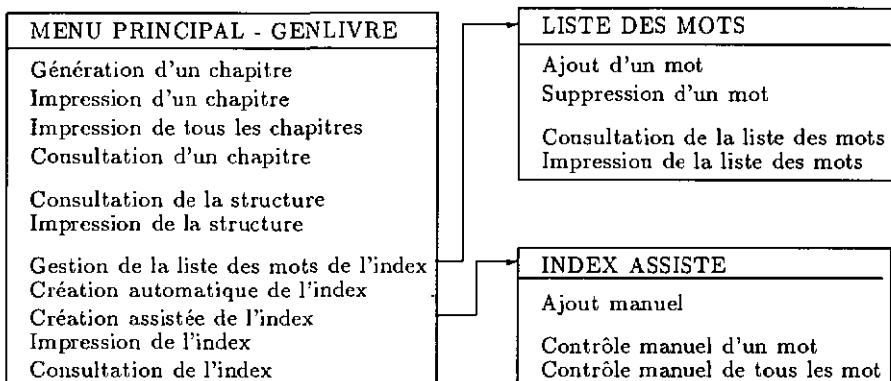 MENU PRINCIPAL - GENLIVRE
Génération d'un chapitre
Impression d'un chapitre
Impression de tous les chapitres
Consultation d'un chapitre
Consultation de la structure
Impression de la structure
Gestion de la liste des mots de l'index
Création automatique de l'index
Création assistée de l'index
Impression de l'index
Consultation de l'index
LISTE DES MOTS
Ajout d'un mot
Suppression d'un mot
Consultation de la liste des mots
Impression de la liste des mots
INDEX ASSISTE
Ajout manuel
Contrôle manuel d'un mot
Contrôle manuel de tous les mot